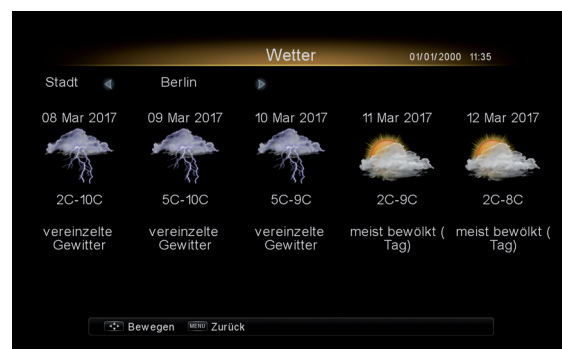 Wetter 01/01/2000 11:35
Stadt Berlin
08 Mar 2017 09 Mar 2017 10 Mar 2017 11 Mar 2017 12 Mar 2017
2C-10C 5C-10C 5C-9C 2C-9C 2C-8C
vereinzelte vereinzelte vereinzelte meist bewölkt ( meist bewölkt (
Gewitter Gewitter Gewitter Tag) Tag)
Bewegen MENU Zurück